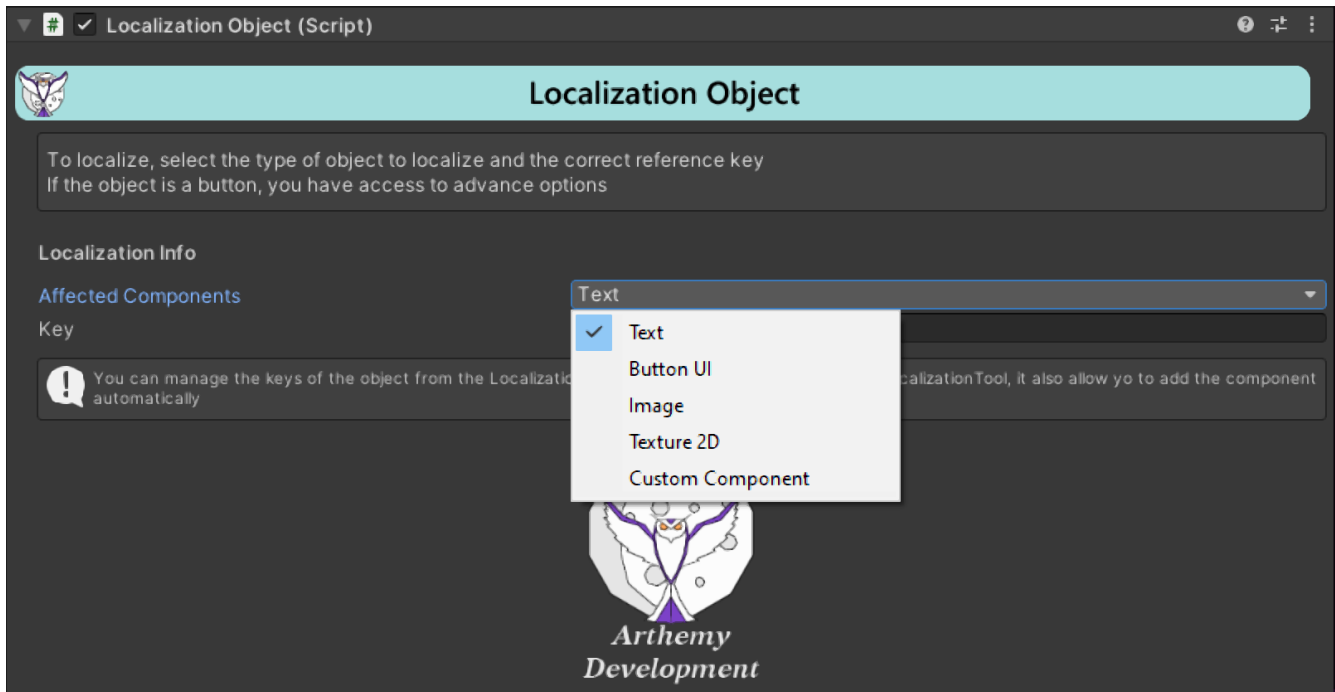 Localization Object (Script)
Localization Object
To localize, select the type of object to localize and the correct reference key
If the object is a button, you have access to advance options
Localization Info
Affected Components Text
Key
Text
Button UI
Image
Texture 2D
Custom Component
You can manage the keys of the object from the it also allow yo to add the component
automatically
Arthemy
Development